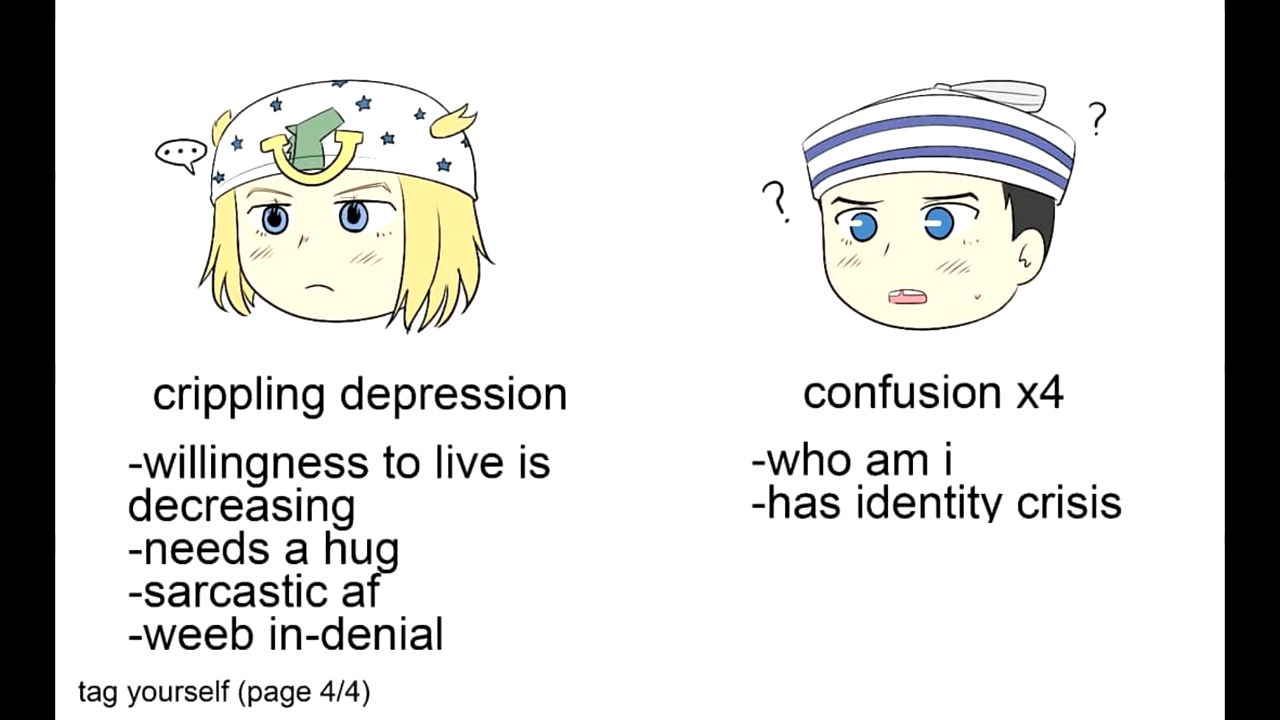 crippling depression
-willingness to live is
decreasing
-needs a hug
-sarcastic af
-weeb in-denial
?
?
confusion x4
-who am i
-has identity crisis
tag yourself (page 4/4)